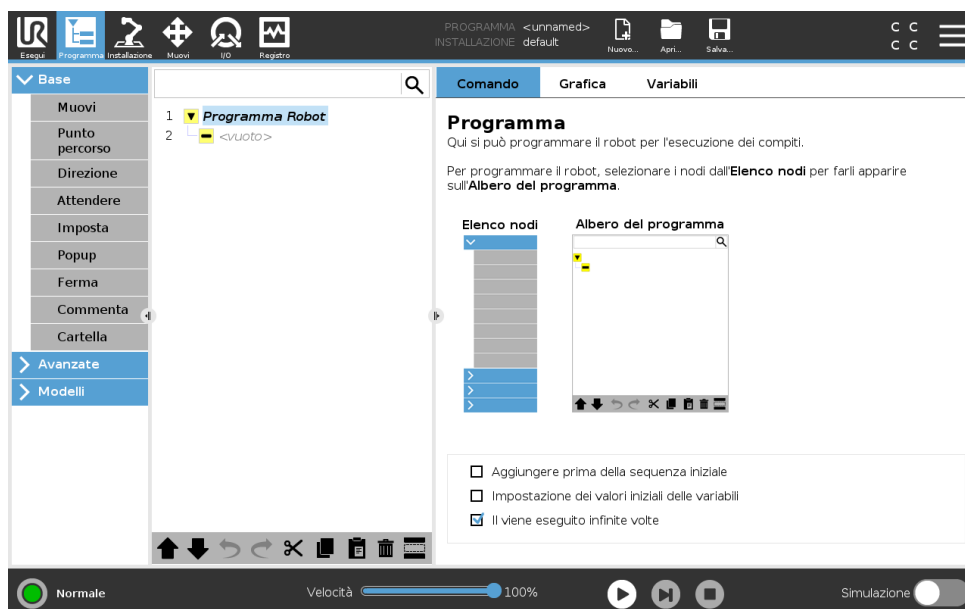 PROGRAMMA <unnamed>
INSTALLAZIONE default
Esegui Programma Installazione Muovi I/O Registro
Nuovo... Apri... Salva...
C C
C C
Base
Muovi
Punto
percorso
Direzione
Attendere
Imposta
Popup
Ferma
Commenta
Cartella
Avanzate
Modelli
1 Programma Robot
2 <vuoto>
Comando Grafica Variabili
Programma
Qui si può programmare il robot per l'esecuzione dei compiti.
Per programmare il robot, selezionare i nodi dall'Elenco nodi per farli apparire
sull'Albero del programma.
Elenco nodi Albero del programma
Aggiungere prima della sequenza iniziale
Impostazione dei valori iniziali delle variabili
Il viene eseguito infinite volte
Normale
Velocità 100%
Simulazione